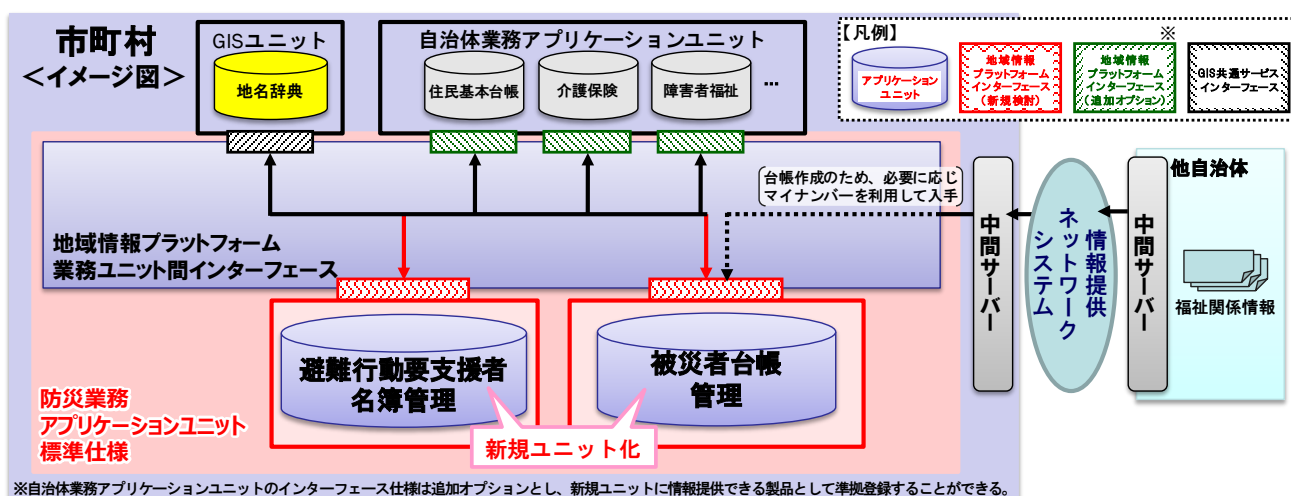 市町村
<イメージ図>
GISユニット
地名辞典
自治体業務アプリケーションユニット
住民基本台帳
介護保険
障害者福祉
…
【凡例】
※
アプリケーション
ユニット
地域情報
プラットフォーム
インターフェース
(新規検討)
地域情報
プラットフォーム
インターフェース
(追加オプション)
GIS共通サービス
インターフェース
台帳作成のため、必要に応じ
マイナンバーを利用して入手
地域情報プラットフォーム
業務ユニット間インターフェース
中間サーバー
情報提供
ネットワーク
システム
中間サーバー
他自治体
福祉関係情報
避難行動要支援者
名簿管理
被災者台帳
管理
新規ユニット化
防災業務
アプリケーションユニット
標準仕様
※自治体業務アプリケーションユニットのインターフェース仕様は追加オプションとし、新規ユニットに情報提供できる製品として準拠登録することができる。